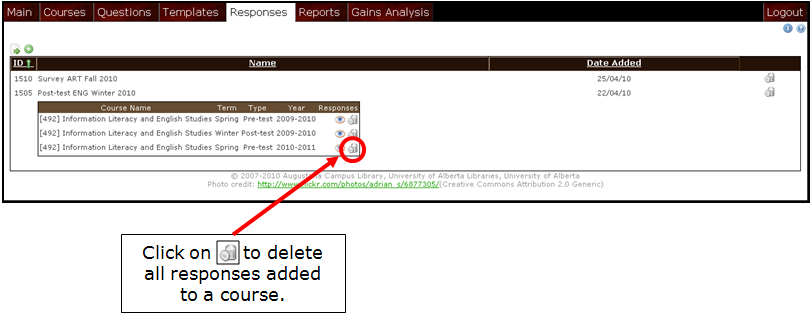 Main Courses Questions Templates Responses Reports Gains Analysis Logout
ID Name Date Added
1510 Survey ART Fall 2010 25/04/10
1505 Post-test ENG Winter 2010 22/04/10
Course Name Term Type Year Responses
[492] Information Literacy and English Studies Spring Pre-test 2009-2010
[492] Information Literacy and English Studies Winter Post-test 2009-2010
[492] Information Literacy and English Studies Spring Pre-test 2010-2011
© 2007-2010 Augustana Campus Library, University of Alberta Libraries, University of Alberta
Photo credit: http://www.flickr.com/photos/adrian_s/6877305/(Creative Commons Attribution 2.0 Generic)
Click on to delete
all responses added
to a course.